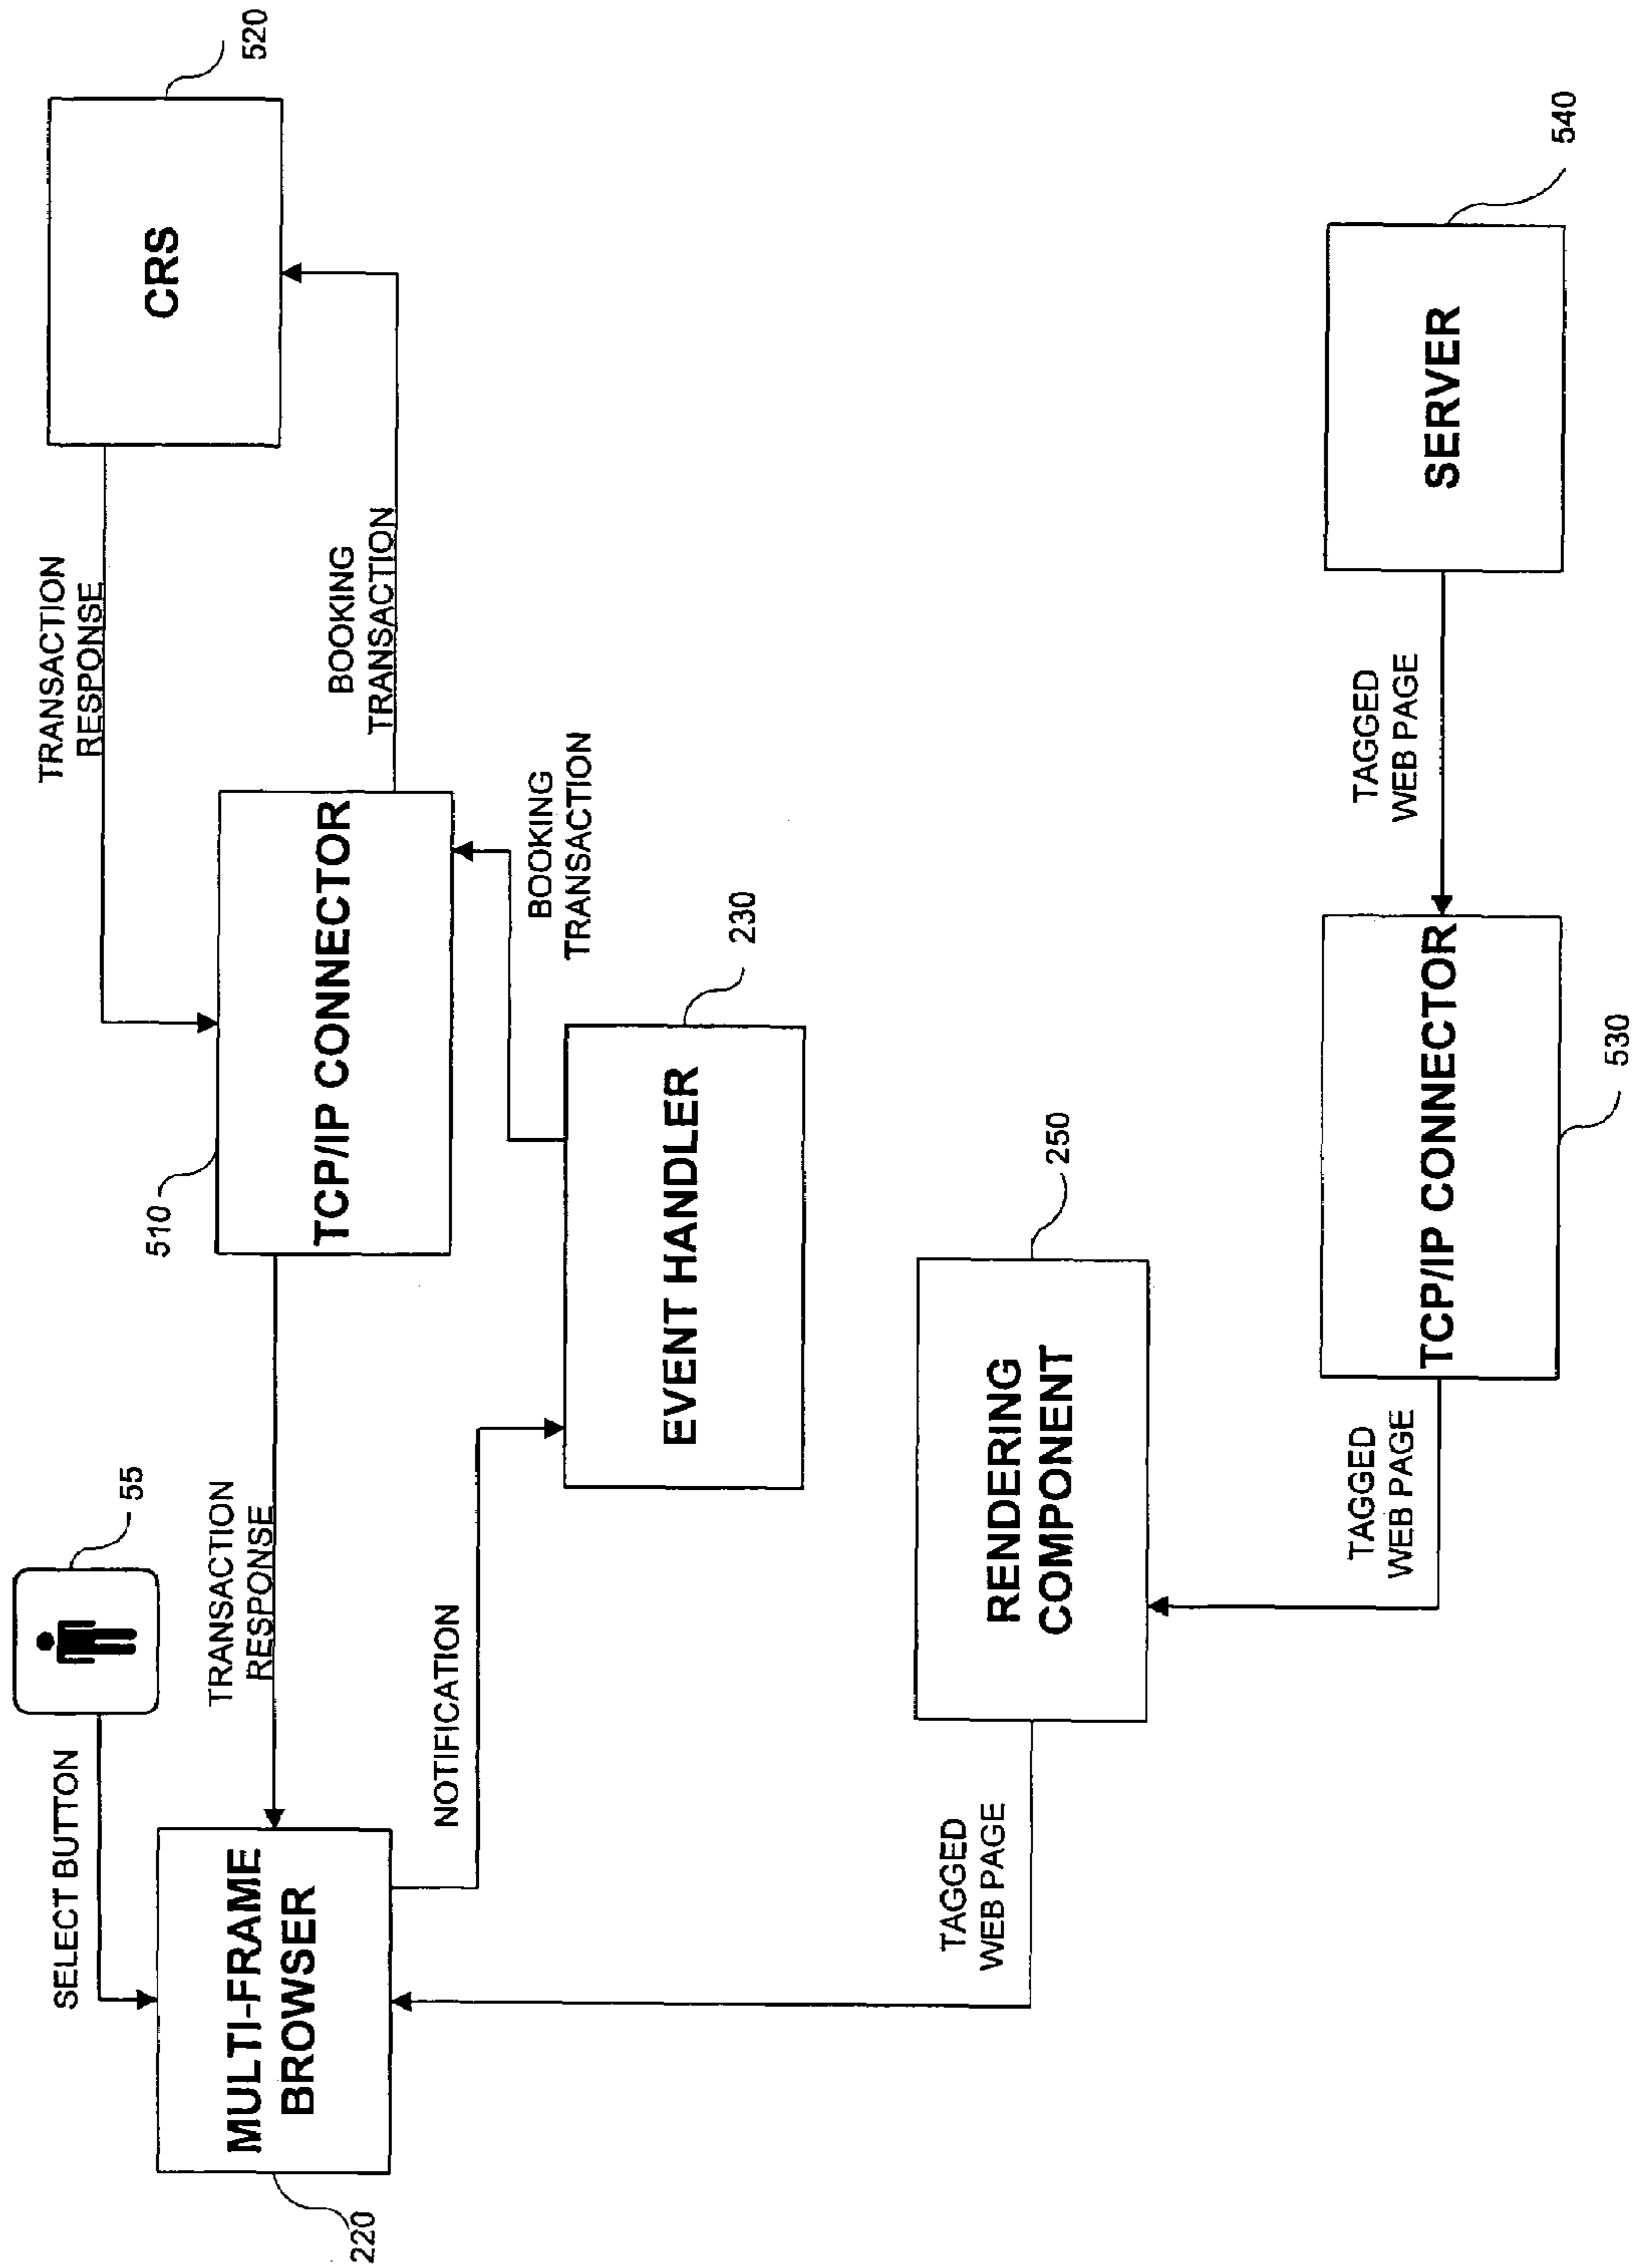 55
SELECT BUTTON
MULTI-FRAME
BROWSER
220
TRANSACTION
RESPONSE
NOTIFICATION
510
TCP/IP CONNECTOR
TRANSACTION
RESPONSE
CRS
520
BOOKING
TRANSACTION
BOOKING
TRANSACTION
EVENT HANDLER
230
TAGGED
WEB PAGE
RENDERING
COMPONENT
250
TAGGED
WEB PAGE
TCP/IP CONNECTOR
530
TAGGED
WEB PAGE
SERVER
540